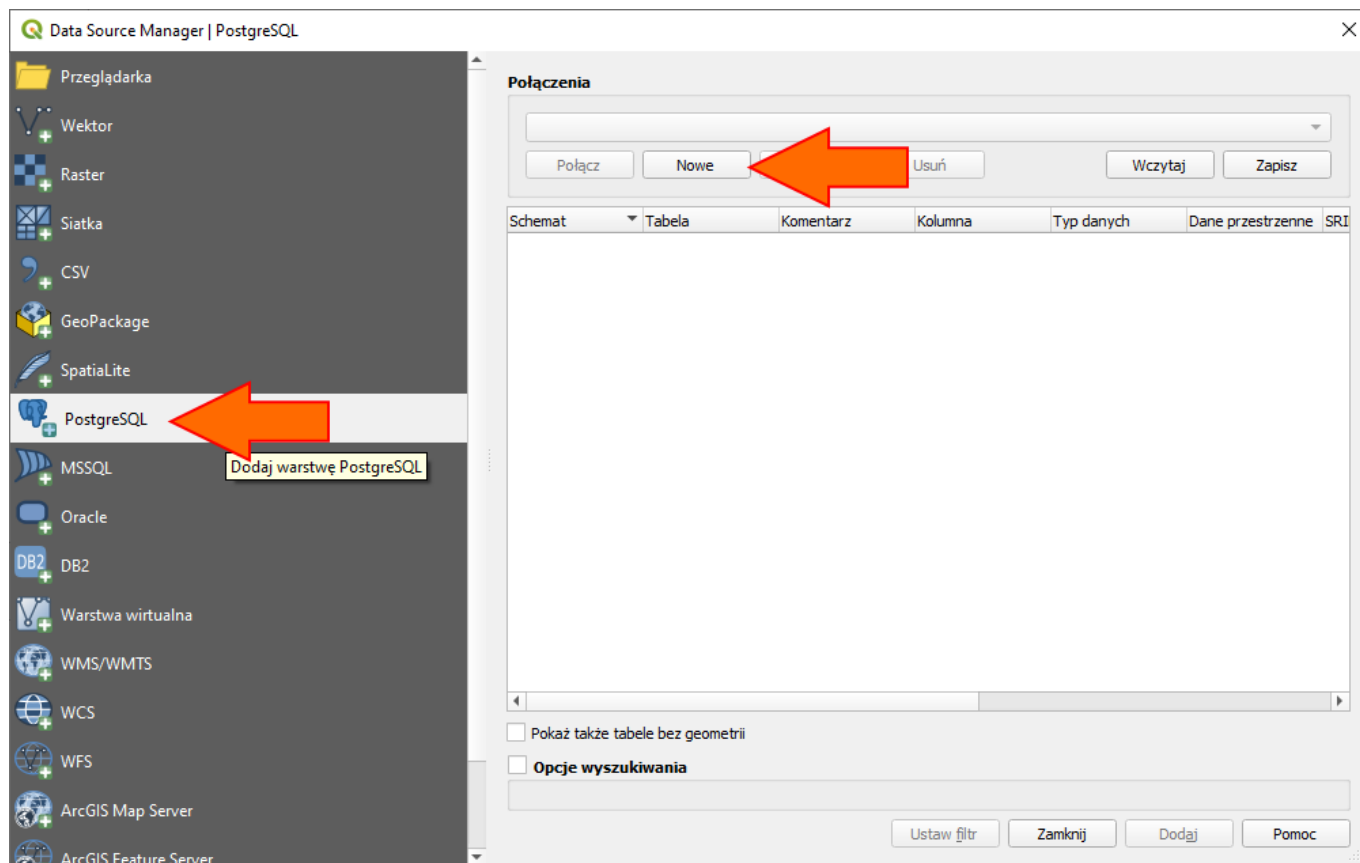 Data Source Manager | PostgreSQL
Przeglądarka
Wektor
Raster
Siatka
CSV
GeoPackage
SpatiaLite
PostgreSQL
Dodaj warstwę PostgreSQL
MSSQL
Oracle
DB2
DB2
Warstwa wirtualna
WMS/WMTS
WCS
WFS
ArcGIS Map Server
ArcGIS Feature Server
Połączenia
Połącz Nowe Usuń Wczytaj Zapisz
Schemat Tabela Komentarz Kolumna Typ danych Dane przestrzenne SRI
Pokaż także tabele bez geometrii
Opcje wyszukiwania
Ustaw filtr Zamknij Dodaj Pomoc